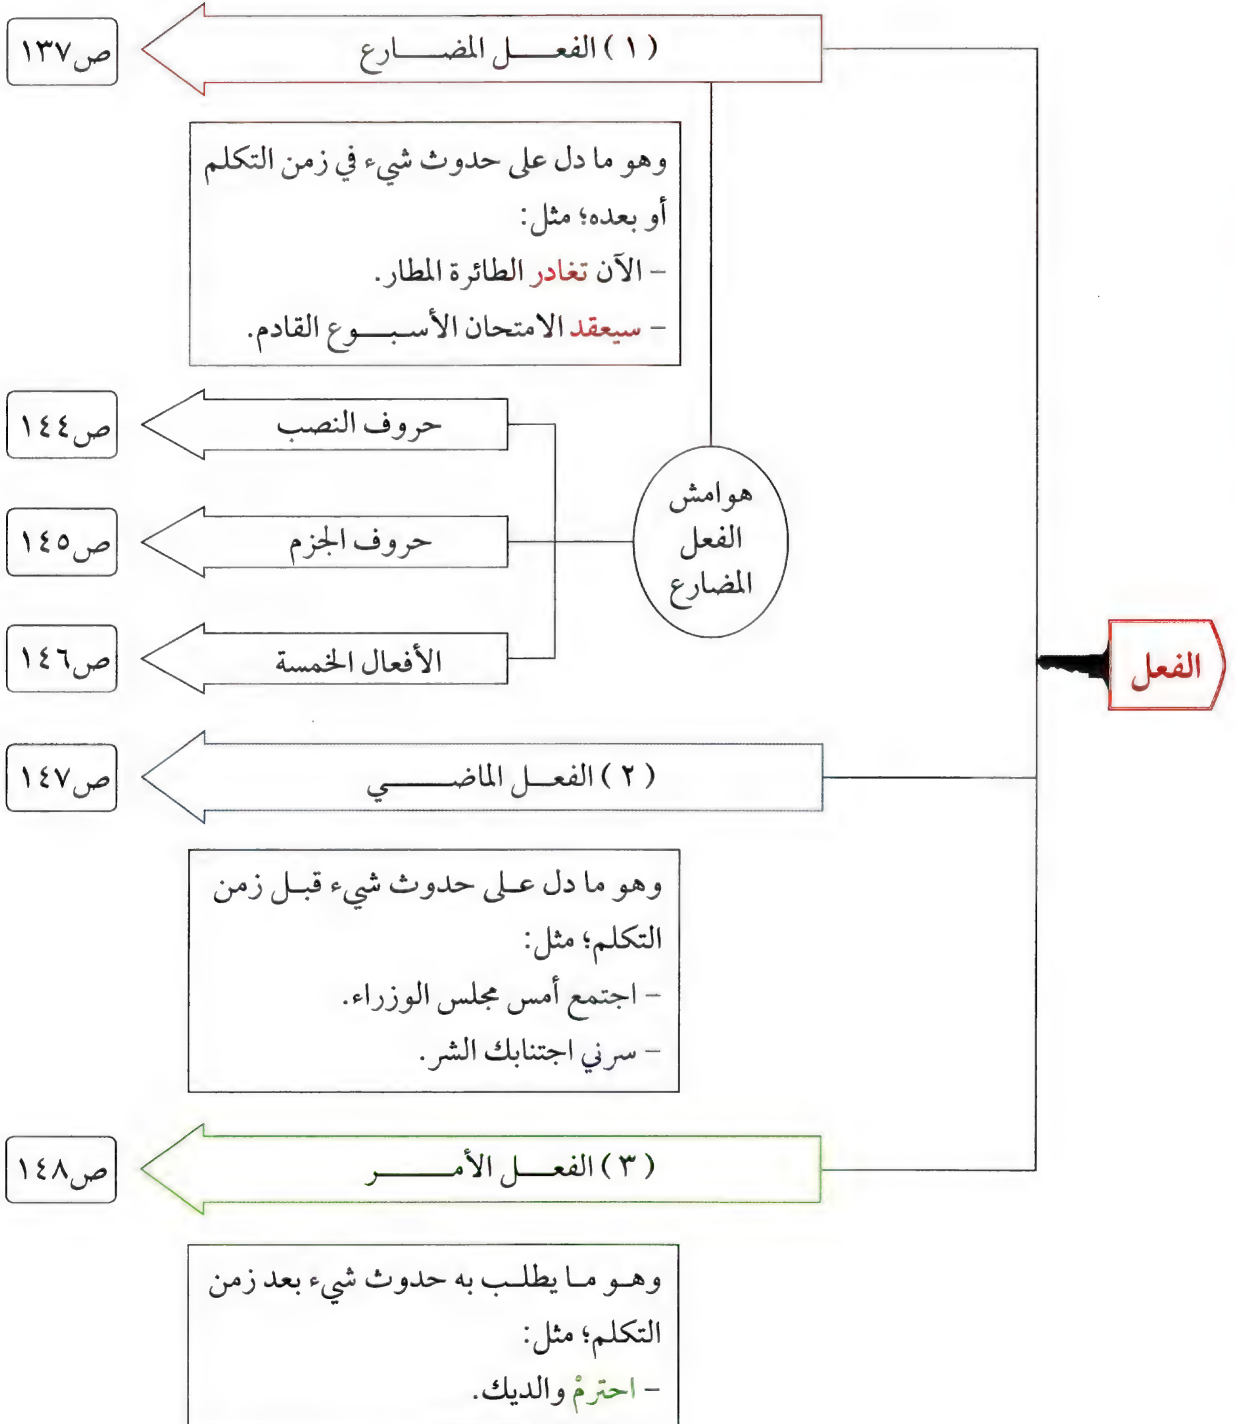 الفعل
(١) الفعل المضارع
ص١٣٧
وهو ما دل على حدوث شيء في زمن التكلم
أو بعده؛ مثل:
– الآن تغادر الطائرة المطار.
– سيعقد الامتحان الأسبوع القادم.
هوامش
الفعل
المضارع
حروف النصب
ص١٤٤
حروف الجزم
ص١٤٥
الأفعال الخمسة
ص١٤٦
(٢) الفعل الماضي
ص١٤٧
وهو ما دل على حدوث شيء قبل زمن
التكلم؛ مثل:
– اجتمع أمس مجلس الوزراء.
– سرني اجتنابك الشر.
(٣) الفعل الأمر
ص١٤٨
وهو ما يطلب به حدوث شيء بعد زمن
التكلم؛ مثل:
– احترمْ والديك.